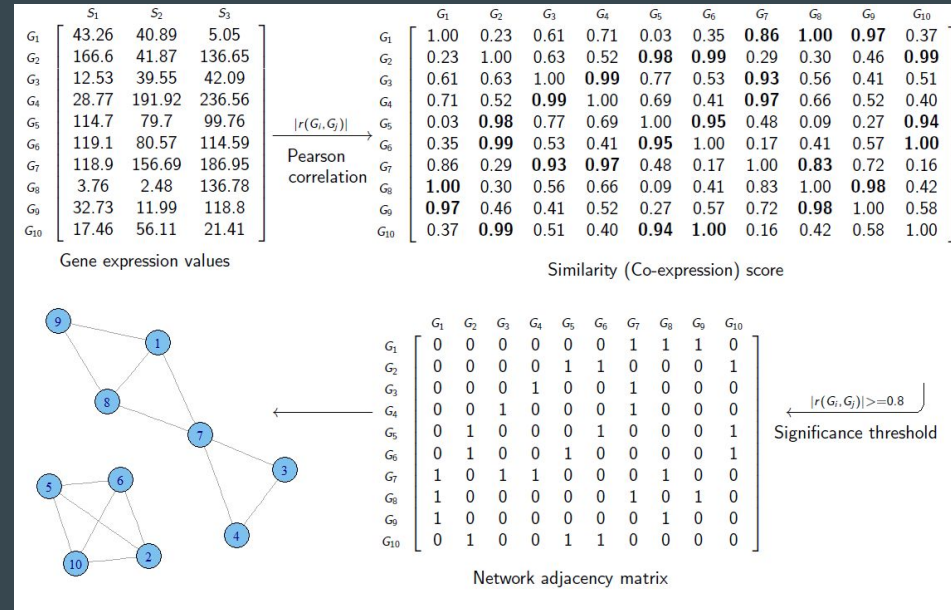 S1 S2 S3
G1 43.26 40.89 5.05
G2 166.6 41.87 136.65
G3 12.53 39.55 42.09
G4 28.77 191.92 236.56
G5 114.7 79.7 99.76
G6 119.1 80.57 114.59
G7 118.9 156.69 186.95
G8 3.76 2.48 136.78
G9 32.73 11.99 118.8
G10 17.46 56.11 21.41
Gene expression values
|r(Gi, Gj)|
Pearson
correlation
G1 G2 G3 G4 G5 G6 G7 G8 G9 G10
G1 1.00 0.23 0.61 0.71 0.03 0.35 0.86 1.00 0.97 0.37
G2 0.23 1.00 0.63 0.52 0.98 0.99 0.29 0.30 0.46 0.99
G3 0.61 0.63 1.00 0.99 0.77 0.53 0.93 0.56 0.41 0.51
G4 0.71 0.52 0.99 1.00 0.69 0.41 0.97 0.66 0.52 0.40
G5 0.03 0.98 0.77 0.69 1.00 0.95 0.48 0.09 0.27 0.94
G6 0.35 0.99 0.53 0.41 0.95 1.00 0.17 0.41 0.57 1.00
G7 0.86 0.29 0.93 0.97 0.48 0.17 1.00 0.83 0.72 0.16
G8 1.00 0.30 0.56 0.66 0.09 0.41 0.83 1.00 0.98 0.42
G9 0.97 0.46 0.41 0.52 0.27 0.57 0.72 0.98 1.00 0.58
G10 0.37 0.99 0.51 0.40 0.94 1.00 0.16 0.42 0.58 1.00
Similarity (Co-expression) score
|r(Gi, Gj)|>=0.8
Significance threshold
G1 G2 G3 G4 G5 G6 G7 G8 G9 G10
G1 0 0 0 0 0 0 1 1 1 0
G2 0 0 0 0 1 1 0 0 0 1
G3 0 0 0 1 0 0 1 0 0 0
G4 0 0 1 0 0 0 1 0 0 0
G5 0 1 0 0 0 1 0 0 0 1
G6 0 1 0 0 1 0 0 0 0 1
G7 1 0 1 1 0 0 0 1 0 0
G8 1 0 0 0 0 0 1 0 1 0
G9 1 0 0 0 0 0 0 1 0 0
G10 0 1 0 0 1 1 0 0 0 0
Network adjacency matrix
9
1
8
7
3
6
5
4
2
10